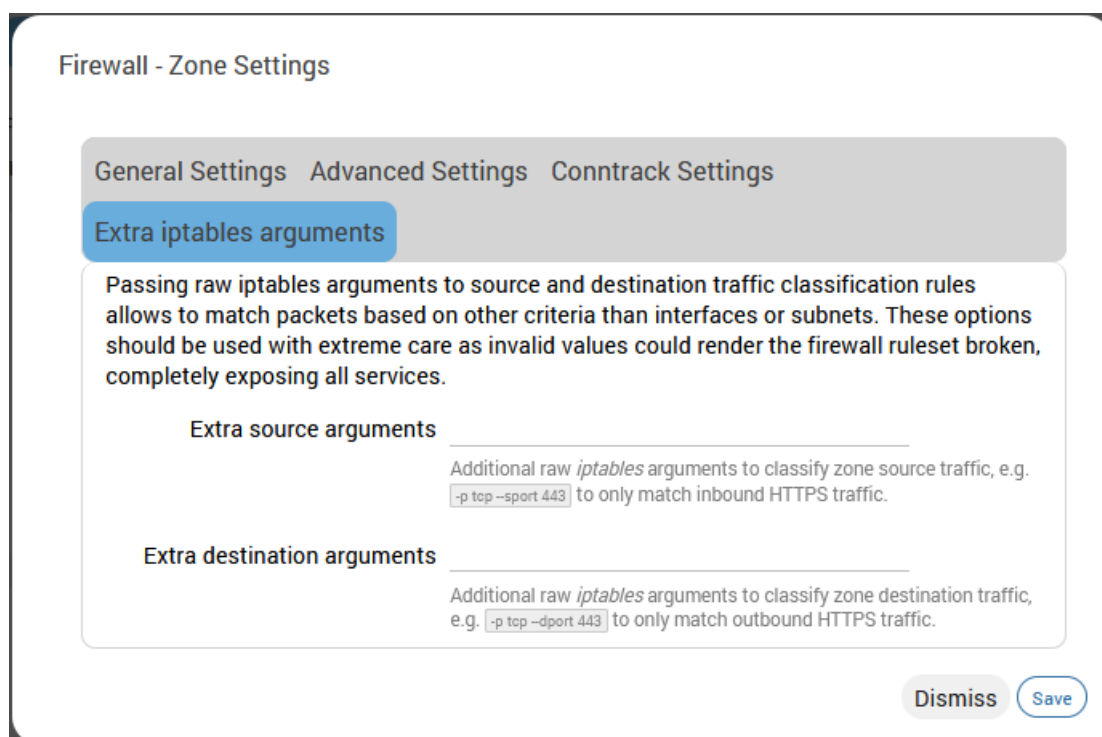 Firewall - Zone Settings
General Settings Advanced Settings Conntrack Settings
Extra iptables arguments
Passing raw iptables arguments to source and destination traffic classification rules
allows to match packets based on other criteria than interfaces or subnets. These options
should be used with extreme care as invalid values could render the firewall ruleset broken,
completely exposing all services.
Extra source arguments
Additional raw iptables arguments to classify zone source traffic, e.g.
-p tcp --sport 443 to only match inbound HTTPS traffic.
Extra destination arguments
Additional raw iptables arguments to classify zone destination traffic,
e.g. -p tcp --dport 443 to only match outbound HTTPS traffic.
Dismiss Save